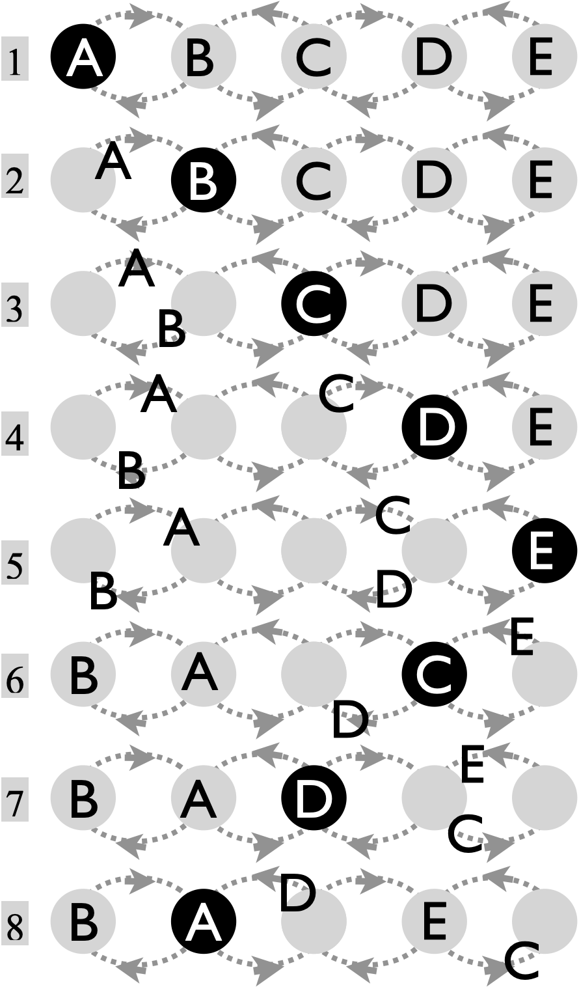 1 A B C D E
2 A B C D E
3 A B C D E
4 A B C D E
5 A B C D E
6 B A D C E
7 B A D E C
8 B A D E C